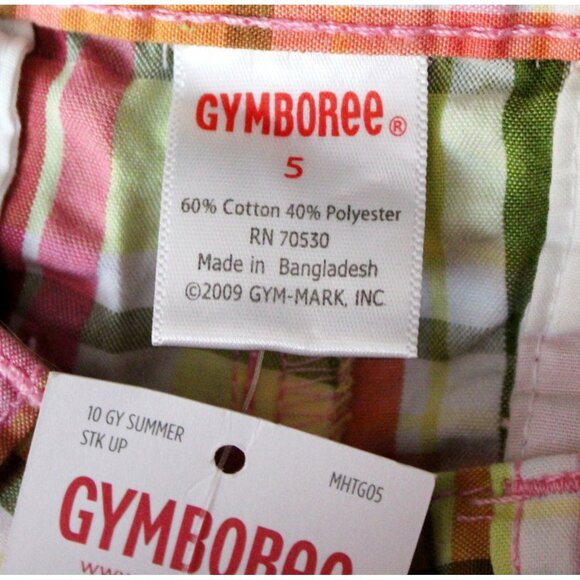 GYMBOREE®
5
60% Cotton 40% Polyester
RN 70530
Made in Bangladesh
©2009 GYM-MARK, INC
10 GY SUMMER
STK UP
MHTG05
GYMBOREE
www.